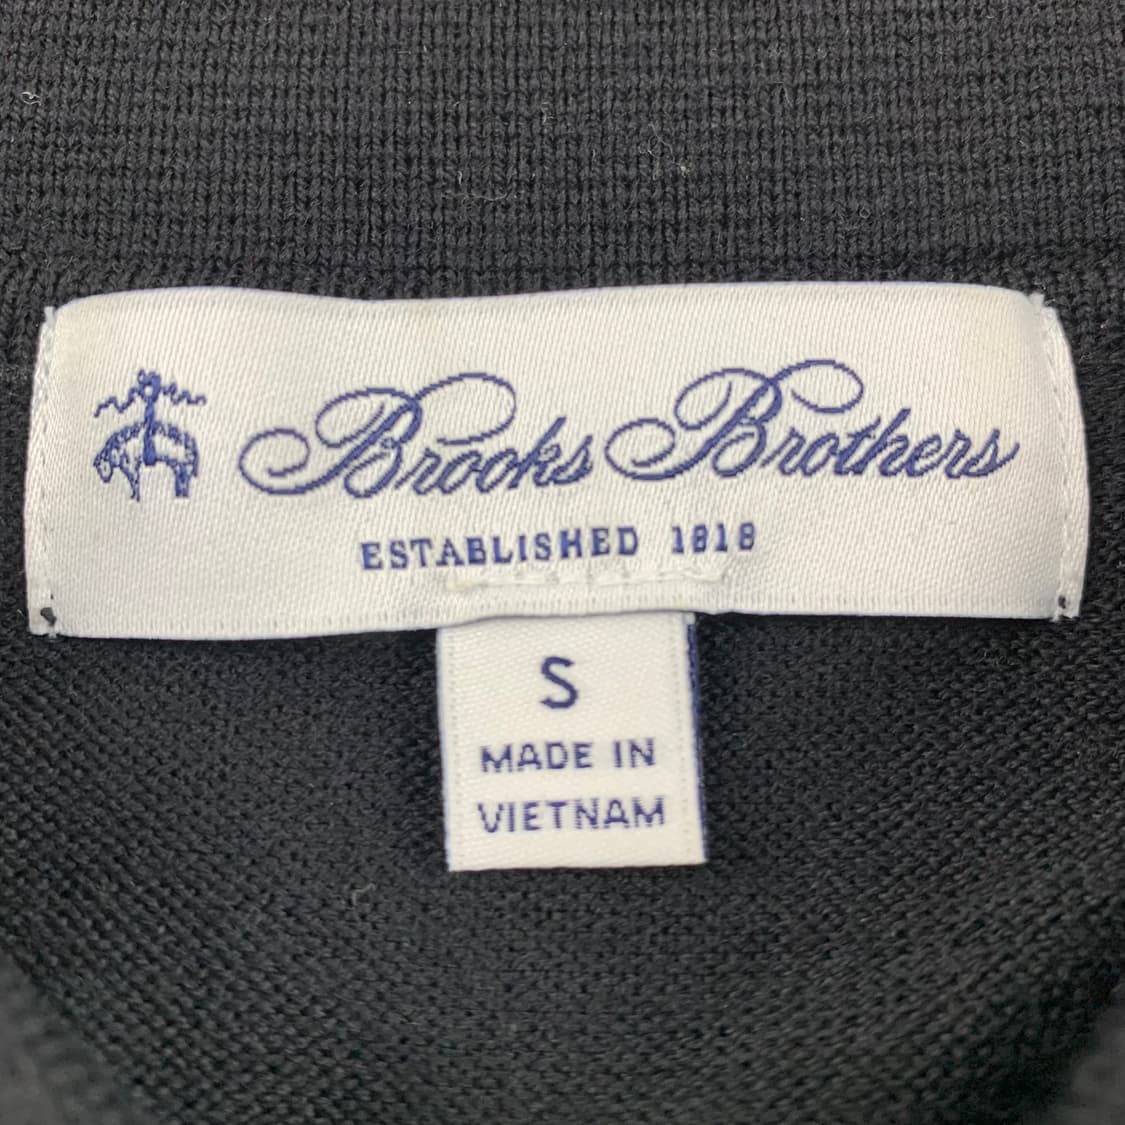 Brooks Brothers
ESTABLISHED 1818
S
MADE IN
VIETNAM